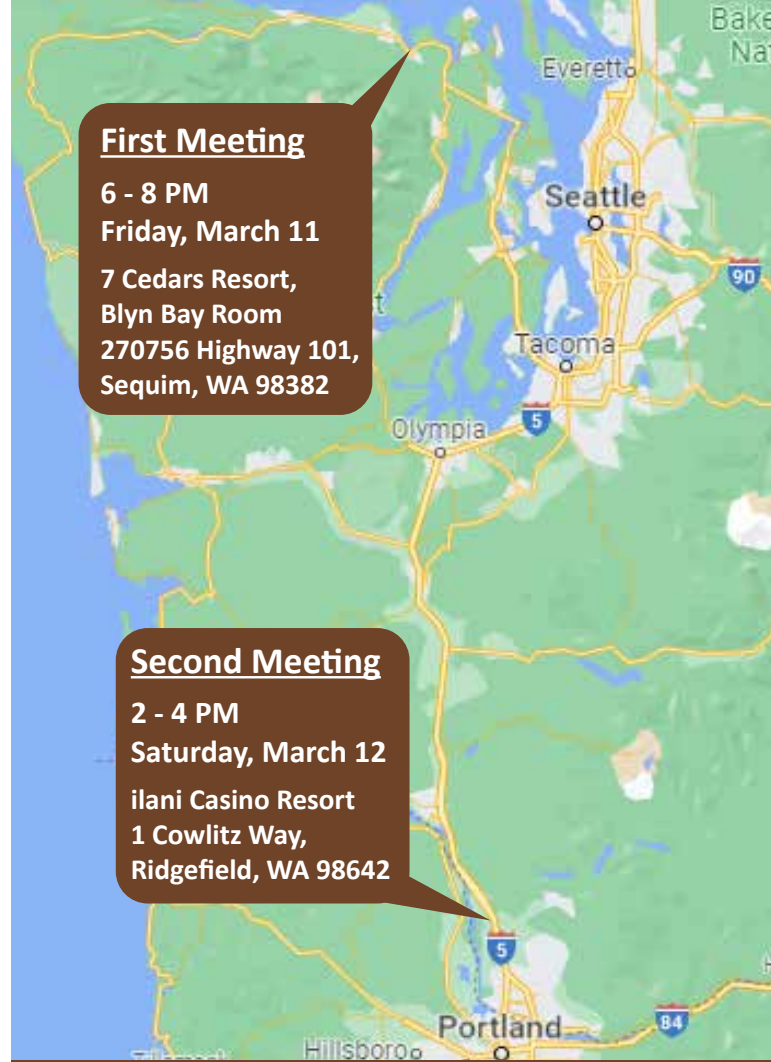 Bake
Na
Everett
First Meeting
6 - 8 PM
Friday, March 11
7 Cedars Resort,
Blyn Bay Room
270756 Highway 101,
Sequim, WA 98382
Seattle
90
Tacoma
5
Olympia
Second Meeting
2 - 4 PM
Saturday, March 12
ilani Casino Resort
1 Cowlitz Way,
Ridgefield, WA 98642
5
84
Portland
Hillsboro